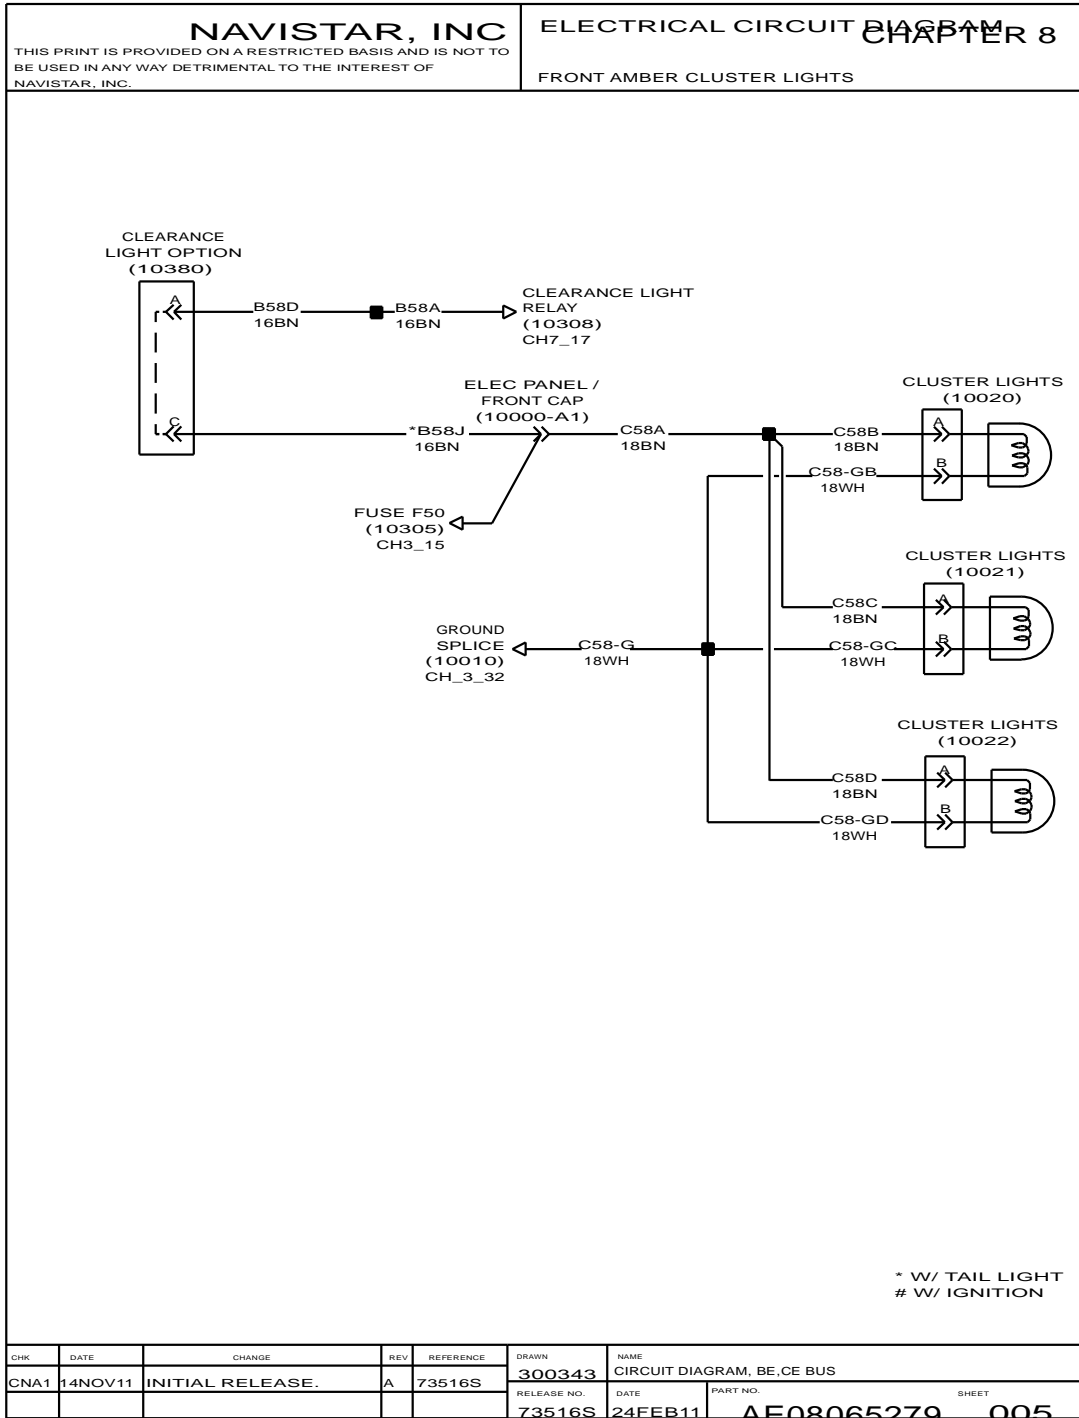 NAVISTAR, INC
THIS PRINT IS PROVIDED ON A RESTRICTED BASIS AND IS NOT TO
BE USED IN ANY WAY DETRIMENTAL TO THE INTEREST OF
NAVISTAR, INC.
ELECTRICAL CIRCUIT DIAGRAM
CHAPTER 8
FRONT AMBER CLUSTER LIGHTS
CLEARANCE
LIGHT OPTION
(10380)
A
B58D
16BN
B58A
16BN
CLEARANCE LIGHT
RELAY
(10308)
CH7_17
C
*B58J
16BN
ELEC PANEL /
FRONT CAP
(10000-A1)
C58A
18BN
FUSE F50
(10305)
CH3_15
CLUSTER LIGHTS
(10020)
C58B
18BN
A
C58-GB
18WH
B
CLUSTER LIGHTS
(10021)
C58C
18BN
A
C58-GC
18WH
B
GROUND
SPLICE
(10010)
CH_3_32
C58-G
18WH
CLUSTER LIGHTS
(10022)
C58D
18BN
A
C58-GD
18WH
B
* W/ TAIL LIGHT
# W/ IGNITION
CHK DATE CHANGE REV REFERENCE
CNA1 14NOV11 INITIAL RELEASE. A 73516S
DRAWN
300343
NAME
CIRCUIT DIAGRAM, BE,CE BUS
RELEASE NO.
73516S
DATE
24FEB11
PART NO.
AE08065279
SHEET
005